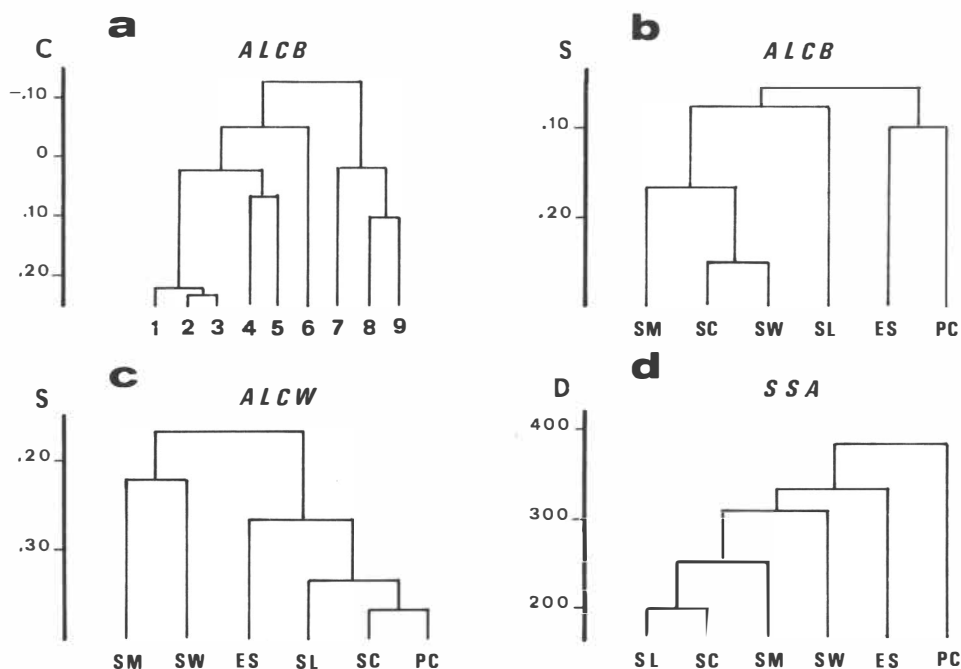 a
ALCB
C
-.10
0
.10
.20
1 2 3 4 5 6 7 8 9
b
ALCB
S
.10
.20
SM SC SW SL ES PC
c
ALCW
S
.20
.30
SM SW ES SL SC PC
d
SSA
D
400
300
200
SL SC SM SW ES PC